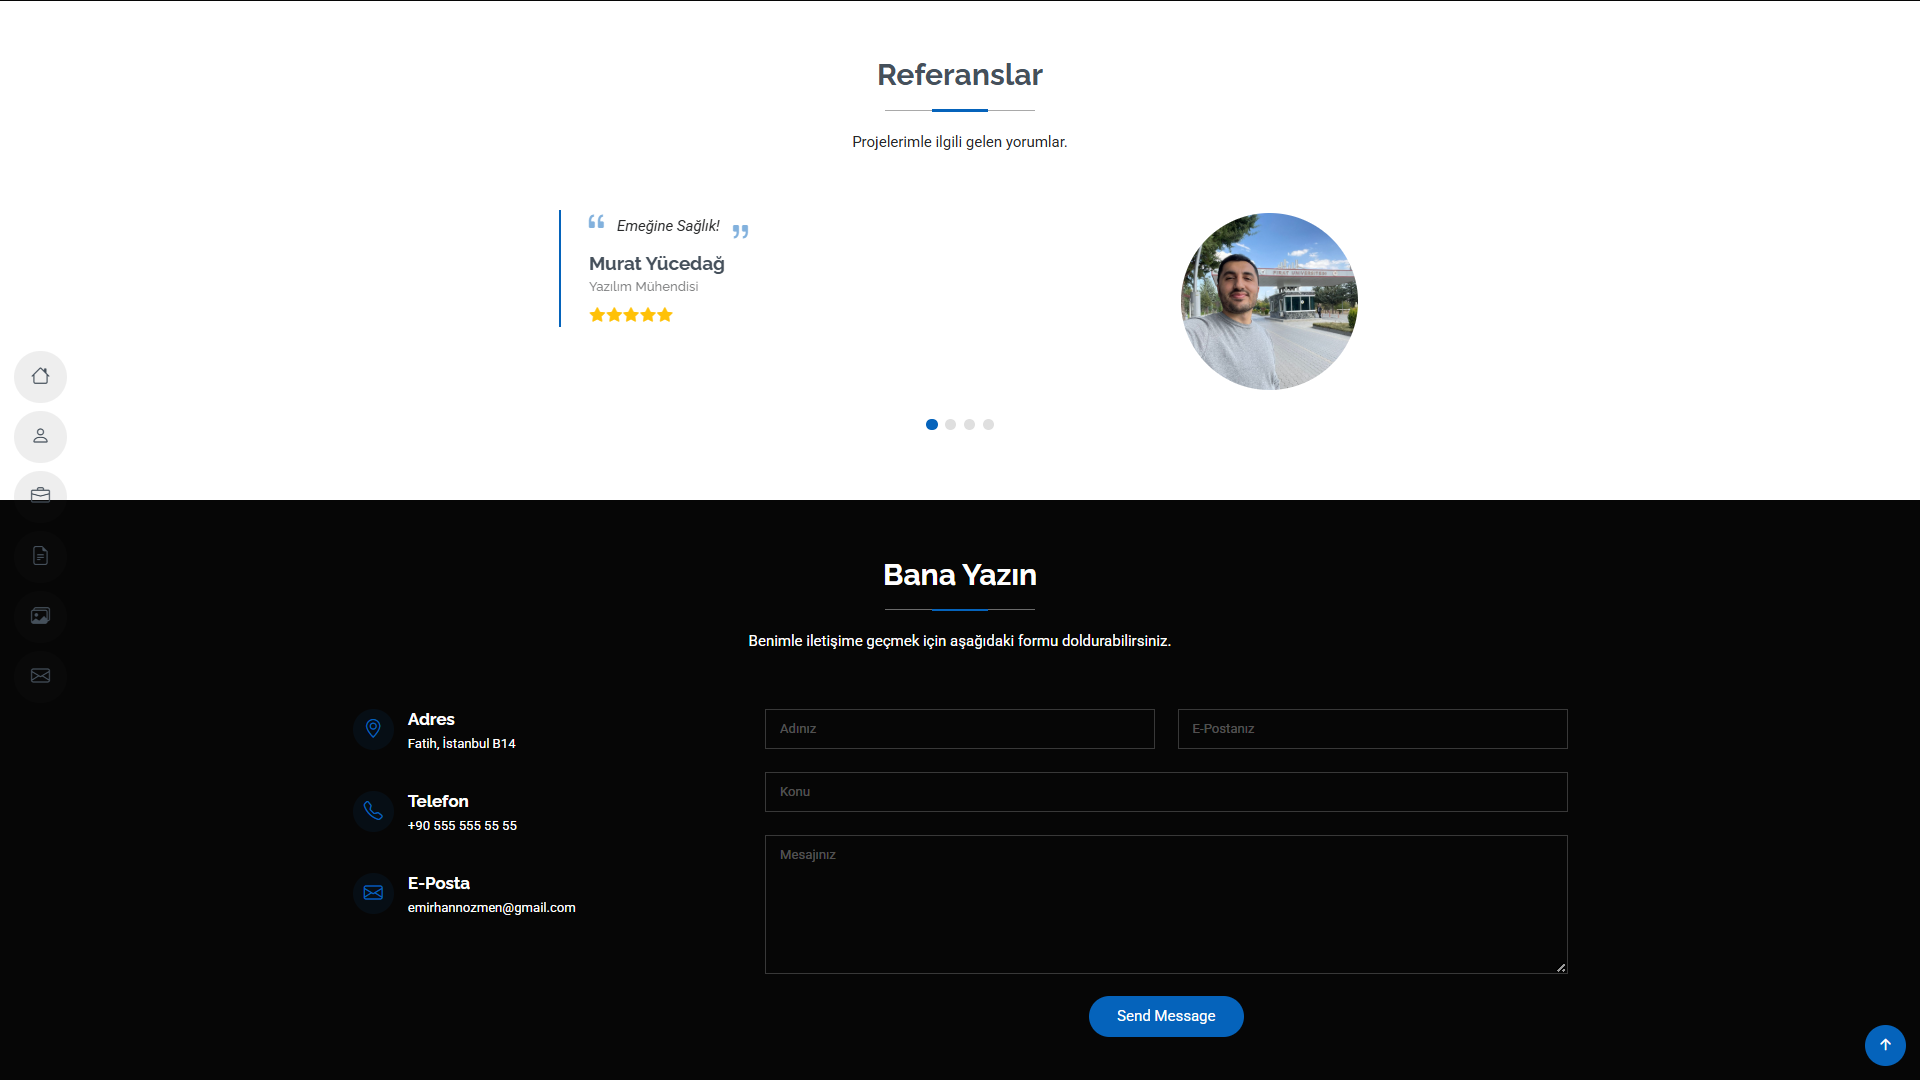 Referanslar
Projelerimle ilgili gelen yorumlar.
“ Emeğine Sağlık! ”
Murat Yücedağ
Yazılım Mühendisi
Bana Yazın
Benimle iletişime geçmek için aşağıdaki formu doldurabilirsiniz.
Adres
Fatih, İstanbul B14
Telefon
+90 555 555 55 55
E-Posta
emirhannozmen@gmail.com
Adınız
E-Postanız
Konu
Mesajınız
Send Message